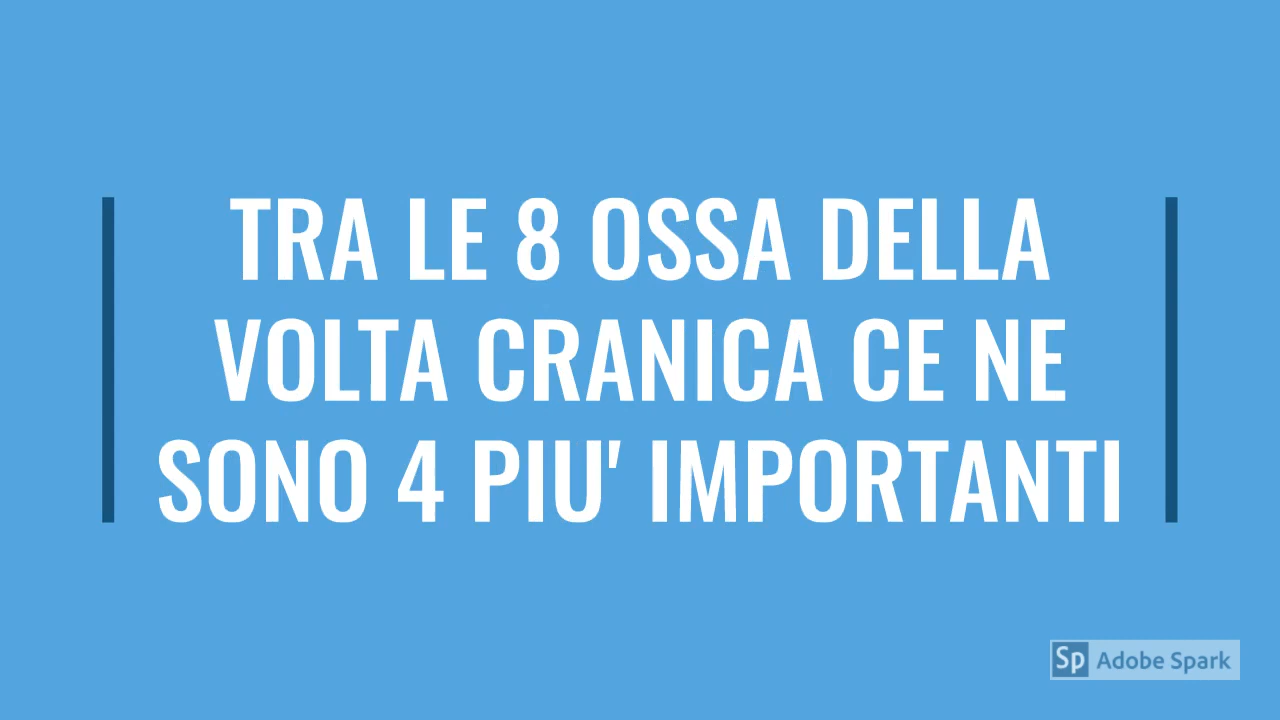 TRA LE 8 OSSA DELLA
VOLTA CRANICA CE NE
SONO 4 PIU' IMPORTANTI
Sp Adobe Spark